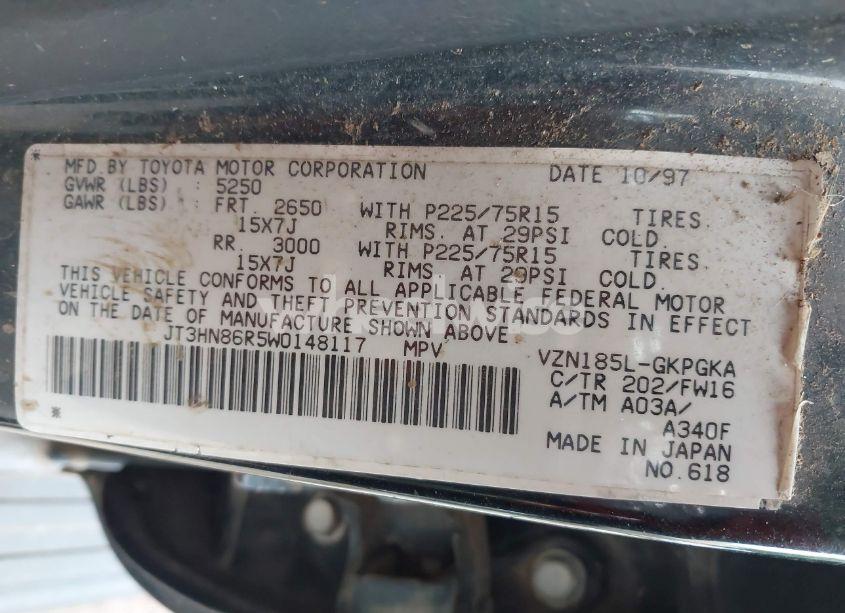 MFD.BY TOYOTA MOTOR CORPORATION DATE 10/97
GVWR (LBS) : 5250
GAWR (LBS) : FRT. 2650 WITH P225/75R15 TIRES
15X7J RIMS. AT 29PSI COLD.
RR. 3000 WITH P225/75R15 TIRES.
15X7J RIMS. AT 29PSI COLD.
THIS VEHICLE CONFORMS TO ALL APPLICABLE FEDERAL MOTOR
VEHICLE SAFETY AND THEFT PREVENTION STANDARDS IN EFFECT
ON THE DATE OF MANUFACTURE SHOWN ABOVE.
JT3HN86R5W0148117 MPV
VZN185L-GKPGKA
C/TR 202/FW16
A/TM A03A/
A340F
MADE IN JAPAN
NO.618